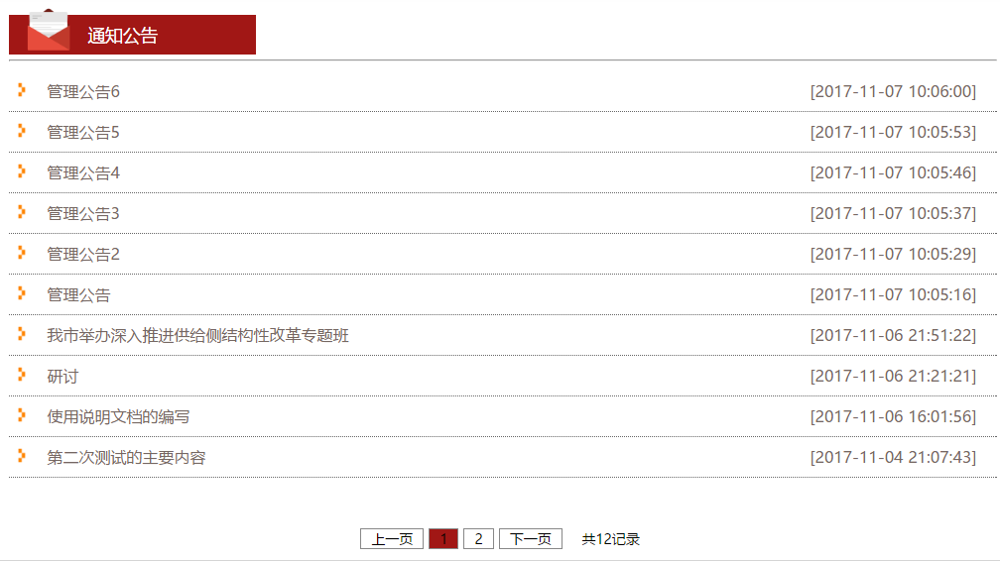 通知公告
管理公告6 [2017-11-07 10:06:00]
管理公告5 [2017-11-07 10:05:53]
管理公告4 [2017-11-07 10:05:46]
管理公告3 [2017-11-07 10:05:37]
管理公告2 [2017-11-07 10:05:29]
管理公告 [2017-11-07 10:05:16]
我市举办深入推进供给侧结构性改革专题班 [2017-11-06 21:51:22]
研讨 [2017-11-06 21:21:21]
使用说明文档的编写 [2017-11-06 16:01:56]
第二次测试的主要内容 [2017-11-04 21:07:43]
上一页 1 2 下一页 共12记录